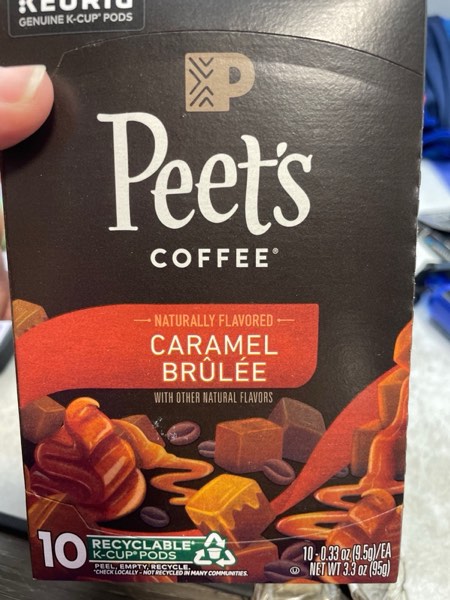 KEURIG
GENUINE K-CUP® PODS
P
Peet's
COFFEE®
NATURALLY FLAVORED
CARAMEL
BRÛLÉE
WITH OTHER NATURAL FLAVORS
10 RECYCLABLE*
K-CUP® PODS
PEEL, EMPTY, RECYCLE.
*CHECK LOCALLY - NOT RECYCLED IN MANY COMMUNITIES.
10 - 0.33 oz (9.5g)/EA
U NET WT 3.3 oz (95g)